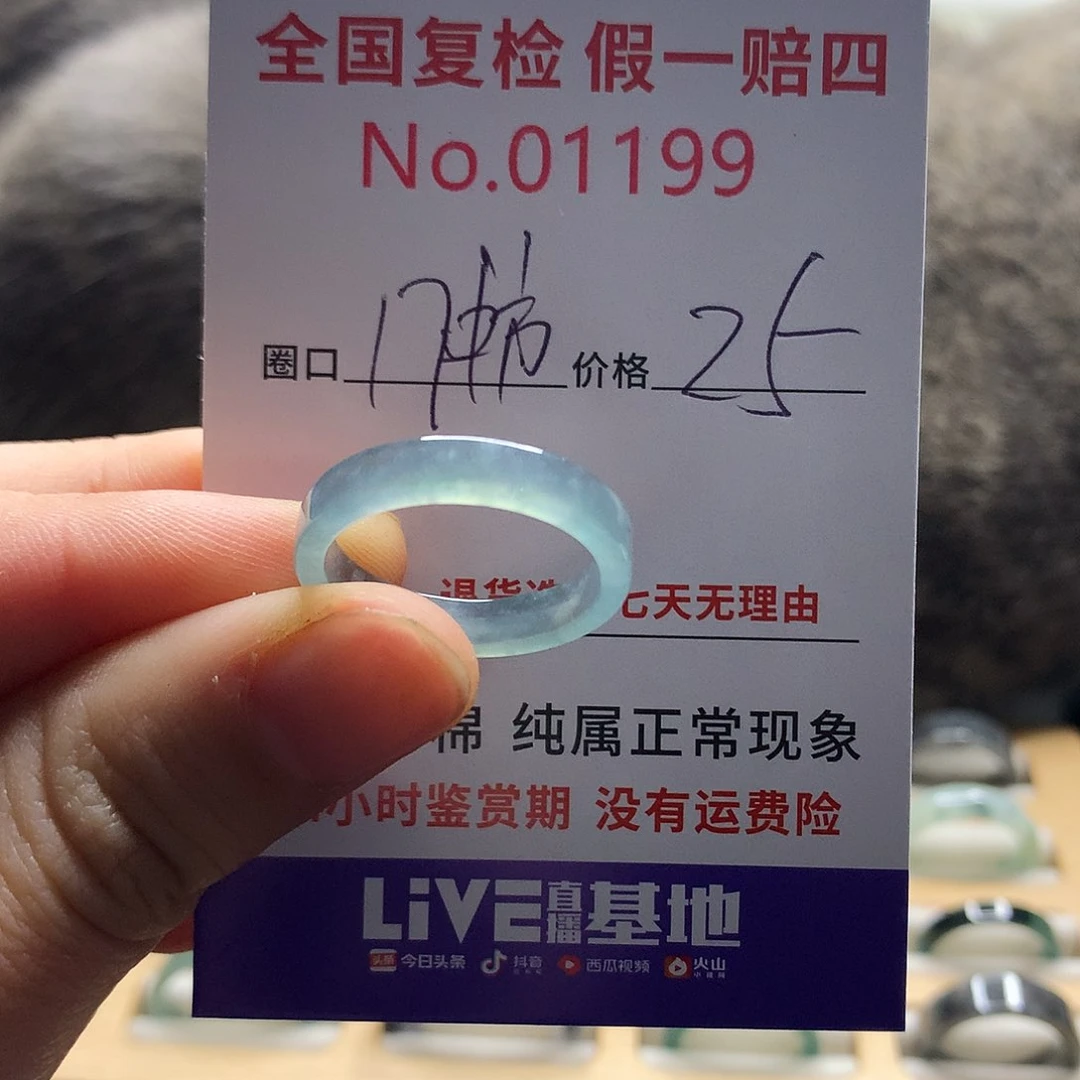 全国复检 假一赔四
No.01199
圈口 17 价格 25
七天无理由
棉 纯属正常现象
小时鉴赏期 没有运费险
LiVE直播基地
头条 今日头条 抖音 西瓜视频 火山